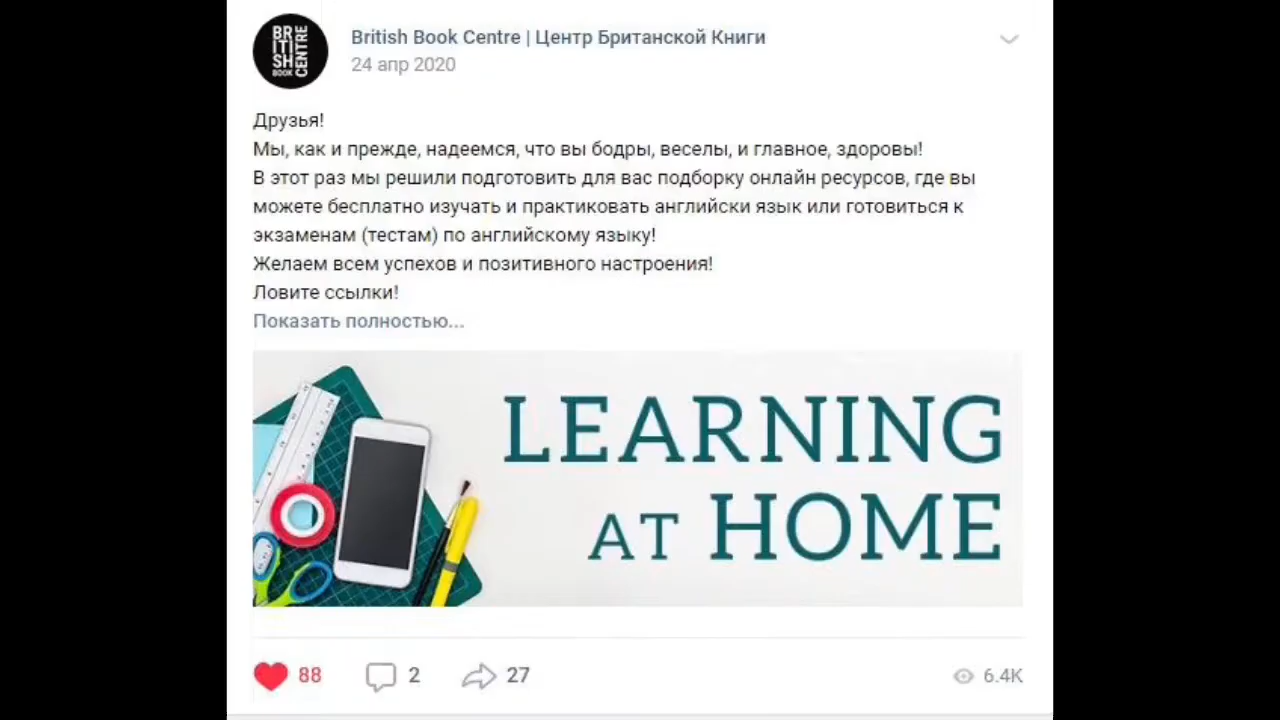 BRITISH BOOK CENTRE
British Book Centre | Центр Британской Книги
24 апр 2020
Друзья!
Мы, как и прежде, надеемся, что вы бодры, веселы, и главное, здоровы!
В этот раз мы решили подготовить для вас подборку онлайн ресурсов, где вы
можете бесплатно изучать и практиковать английски язык или готовиться к
экзаменам (тестам) по английскому языку!
Желаем всем успехов и позитивного настроения!
Ловите ссылки!
Показать полностью...
LEARNING
AT HOME
88 2 27 6.4K